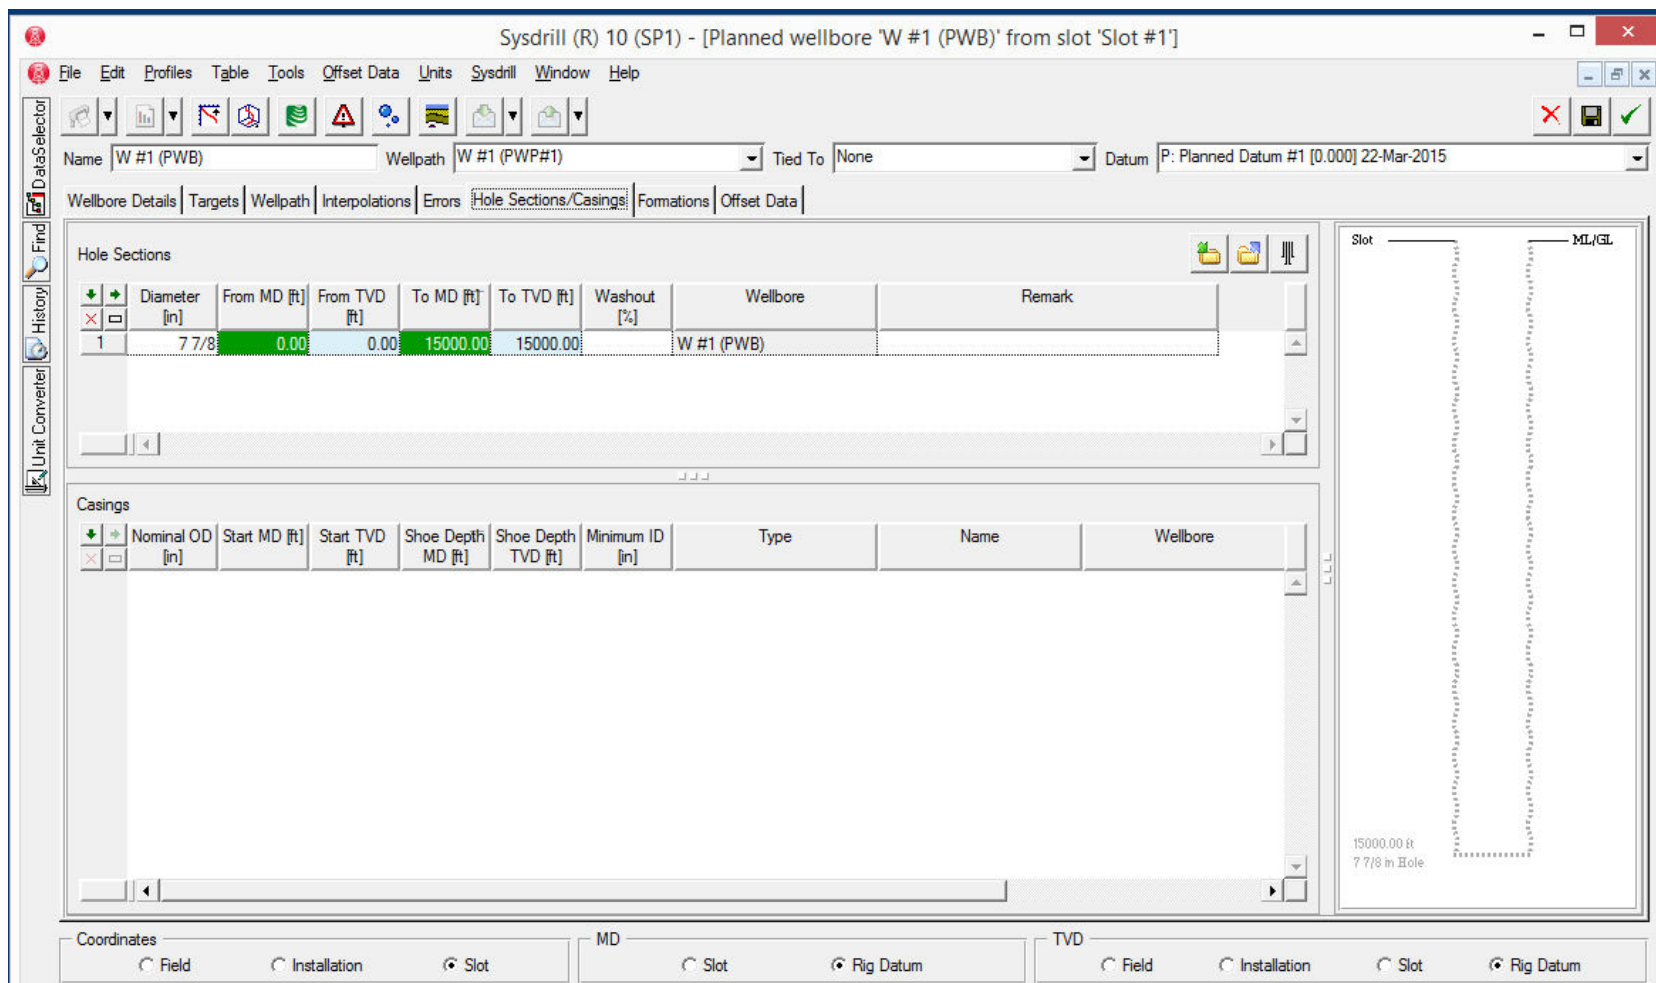 Sysdrill (R) 10 (SP1) - [Planned wellbore 'W #1 (PWB)' from slot 'Slot #1']
File Edit Profiles Table Tools Offset Data Units Sysdrill Window Help
Name W #1 (PWB) Wellpath W #1 (PWP#1) Tied To None Datum P: Planned Datum #1 [0.000] 22-Mar-2015
Wellbore Details Targets Wellpath Interpolations Errors Hole Sections/Casings Formations Offset Data
DataSelector
Find
History
Unit Converter
Hole Sections
Diameter [in] From MD [ft] From TVD [ft] To MD [ft] To TVD [ft] Washout [%] Wellbore Remark
1 7 7/8 0.00 0.00 15000.00 15000.00 W #1 (PWB)
Casings
Nominal OD [in] Start MD [ft] Start TVD [ft] Shoe Depth MD [ft] Shoe Depth TVD [ft] Minimum ID [in] Type Name Wellbore
Slot ML/GL
15000.00 ft
7 7/8 in Hole
Coordinates MD TVD
Field Installation Slot Slot Rig Datum Field Installation Slot Rig Datum